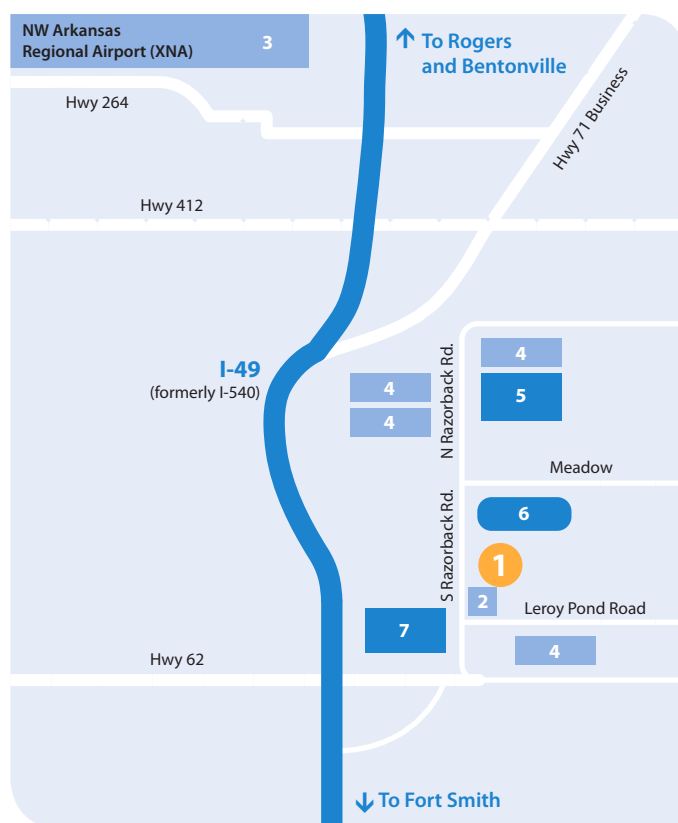 NW Arkansas
Regional Airport (XNA)
3
To Rogers
and Bentonville
Hwy 264
Hwy 71 Business
Hwy 412
I-49
(formerly I-540)
N Razorback Rd.
4
4
5
4
Meadow
S Razorback Rd.
6
1
2
Leroy Pond Road
7
4
Hwy 62
To Fort Smith